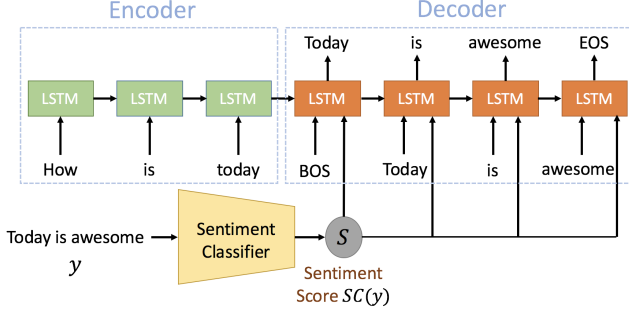 Encoder
Decoder
Today is awesome EOS
LSTM LSTM LSTM LSTM LSTM LSTM LSTM
How is today BOS Today is awesome
Today is awesome
y
Sentiment
Classifier
S
Sentiment
Score SC(y)